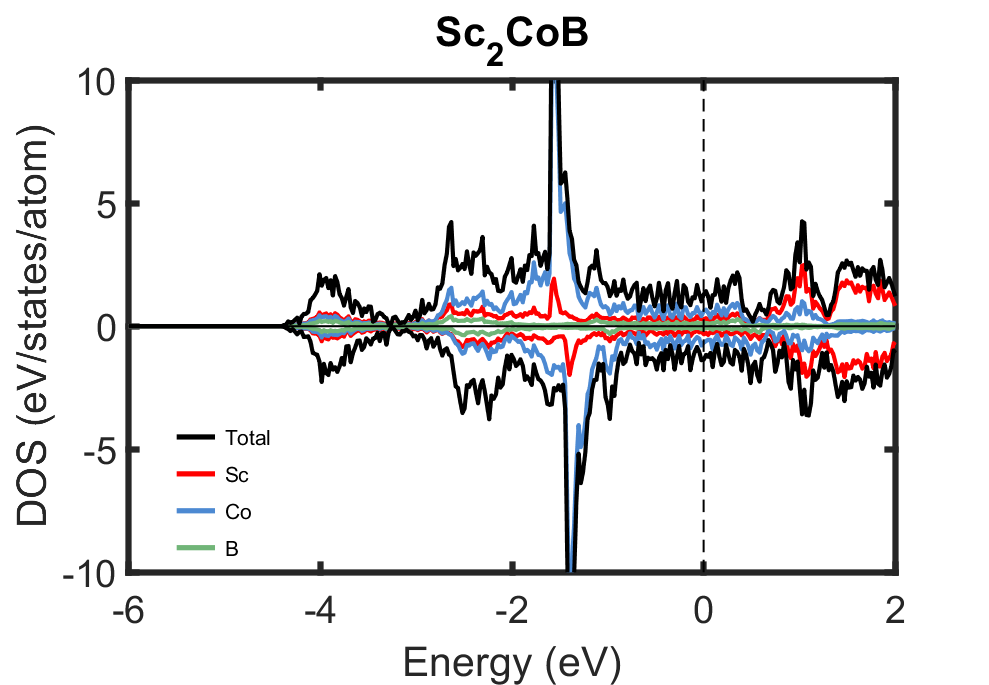 Sc₂CoB
DOS (eV/states/atom)
10
5
0
-5
-10
Total
Sc
Co
B
-6 -4 -2 0 2
Energy (eV)